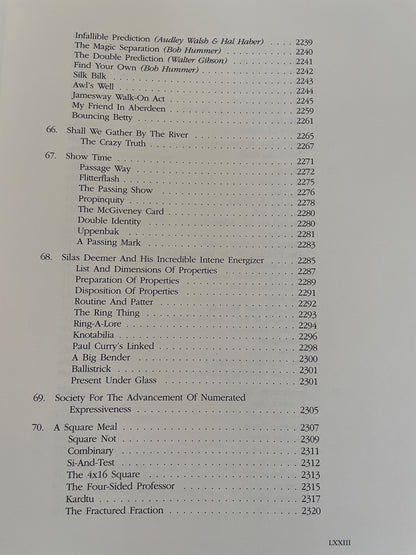 Infallible Prediction (Audley Walsh & Hal Haber) . . . . 2239
The Magic Separation (Bob Hummer) . . . . . . . . . . 2240
The Double Prediction (Walter Gibson) . . . . . . . . . 2241
Find Your Own (Bob Hummer) . . . . . . . . . . . . . . 2242
Silk Bilk . . . . . . . . . . . . . . . . . . . . . . . . 2243
Awl's Well . . . . . . . . . . . . . . . . . . . . . . . 2244
Jamesway Walk-On Act . . . . . . . . . . . . . . . . . 2245
My Friend In Aberdeen . . . . . . . . . . . . . . . . . 2259
Bouncing Betty . . . . . . . . . . . . . . . . . . . . . 2261
66. Shall We Gather By The River . . . . . . . . . . . . 2265
The Crazy Truth . . . . . . . . . . . . . . . . . . . . 2267
67. Show Time . . . . . . . . . . . . . . . . . . . . . . 2271
Passage Way . . . . . . . . . . . . . . . . . . . . . . 2272
Flitterflash . . . . . . . . . . . . . . . . . . . . . . . 2275
The Passing Show . . . . . . . . . . . . . . . . . . . 2276
Propinquity . . . . . . . . . . . . . . . . . . . . . . 2278
The McGiveney Card . . . . . . . . . . . . . . . . . . 2280
Double Identity . . . . . . . . . . . . . . . . . . . . 2280
Uppenbak . . . . . . . . . . . . . . . . . . . . . . . 2281
A Passing Mark . . . . . . . . . . . . . . . . . . . . 2283
68. Silas Deemer And His Incredible Intene Energizer . . . 2285
List And Dimensions Of Properties . . . . . . . . . . . 2287
Preparation Of Properties . . . . . . . . . . . . . . . 2289
Disposition Of Properties . . . . . . . . . . . . . . . 2291
Routine And Patter . . . . . . . . . . . . . . . . . . 2292
The Ring Thing . . . . . . . . . . . . . . . . . . . . 2293
Ring-A-Lore . . . . . . . . . . . . . . . . . . . . . . 2294
Knotabilia . . . . . . . . . . . . . . . . . . . . . . . 2296
Paul Curry's Linked . . . . . . . . . . . . . . . . . . 2298
A Big Bender . . . . . . . . . . . . . . . . . . . . . 2300
Ballistrick . . . . . . . . . . . . . . . . . . . . . . . 2301
Present Under Glass . . . . . . . . . . . . . . . . . . 2301
69. Society For The Advancement Of Numerated
Expressiveness . . . . . . . . . . . . . . . . . . . . . 2305
70. A Square Meal . . . . . . . . . . . . . . . . . . . . 2307
Square Not . . . . . . . . . . . . . . . . . . . . . . 2309
Combinary . . . . . . . . . . . . . . . . . . . . . . 2311
Si-And-Test . . . . . . . . . . . . . . . . . . . . . . 2312
The 4x16 Square . . . . . . . . . . . . . . . . . . . . 2313
The Four-Sided Professor . . . . . . . . . . . . . . . 2315
Kardtu . . . . . . . . . . . . . . . . . . . . . . . . 2317
The Fractured Fraction . . . . . . . . . . . . . . . . 2320
LXXIII